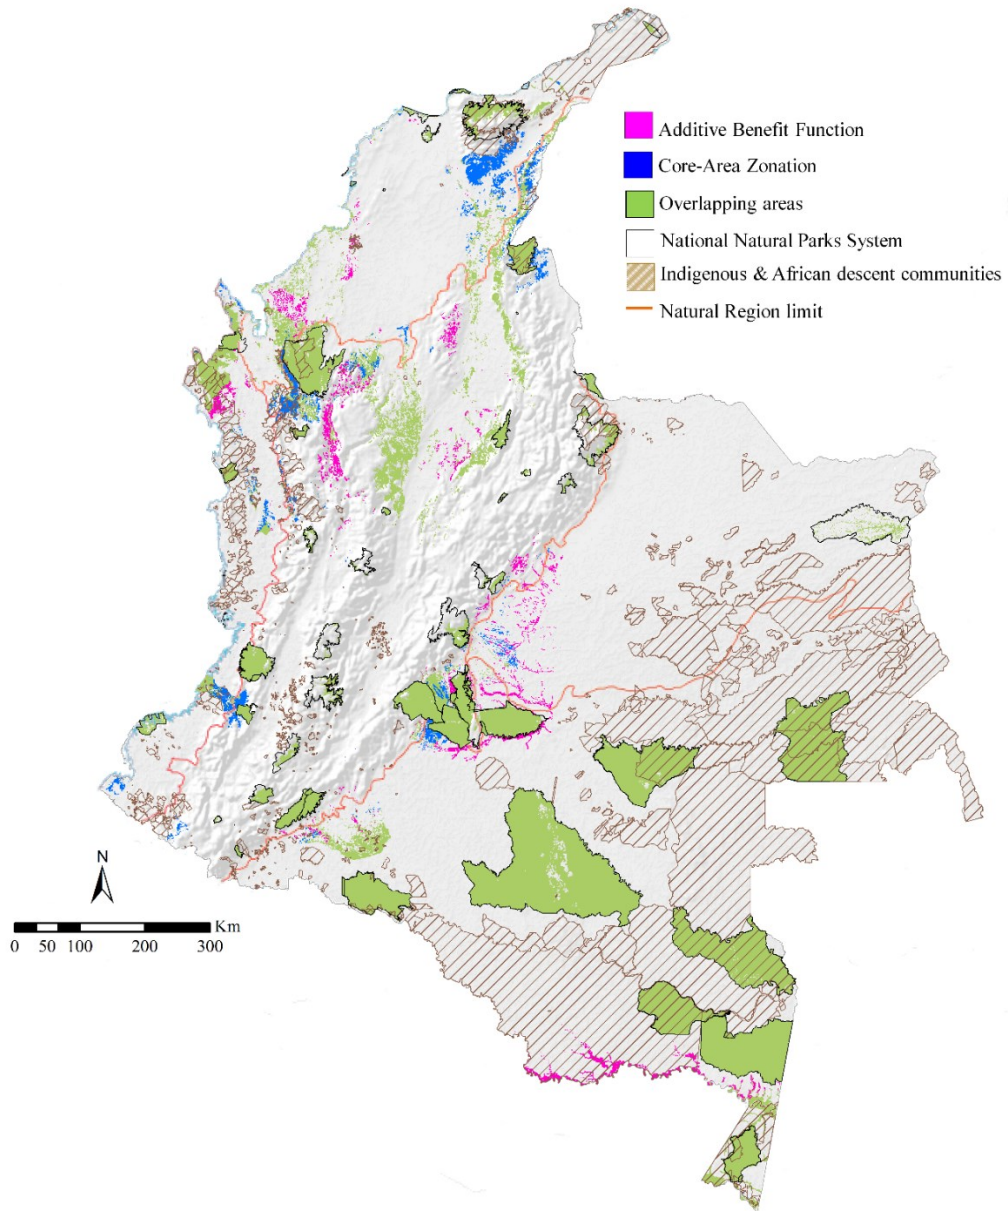 Additive Benefit Function
Core-Area Zonation
Overlapping areas
National Natural Parks System
Indigenous & African descent communities
Natural Region limit
N
Km
0 50 100 200 300